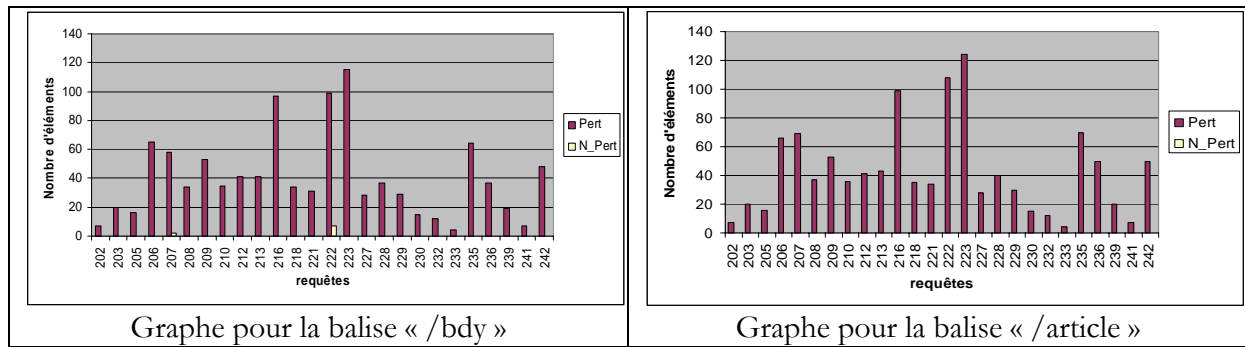 Nombre d'éléments
140
120
100
80
60
40
20
0
202 203 205 206 207 208 209 210 212 213 216 218 221 222 223 227 228 229 230 232 233 235 236 239 241 242
requêtes
Pert
N_Pert
Graphe pour la balise « /bdy »
Nombre d'éléments
140
120
100
80
60
40
20
0
202 203 205 206 207 208 209 210 212 213 216 218 221 222 223 227 228 229 230 232 233 235 236 239 241 242
requêtes
Pert
N_Pert
Graphe pour la balise « /article »